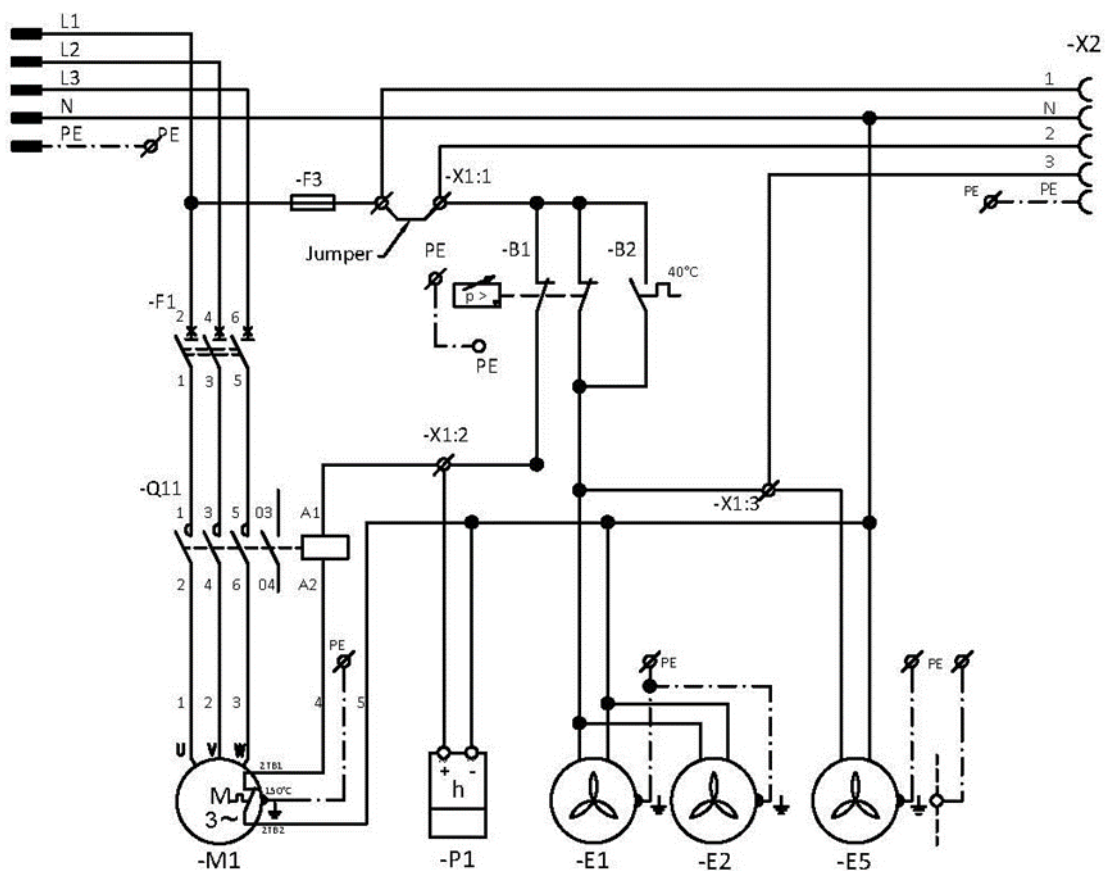 L1
L2
L3
N
PE PE
-X2
1
N
2
3
PE PE
-F3
-X1:1
Jumper
PE
-B1
-B2
40°C
p >
PE
-F1
2 4 6
1 3 5
-X1:2
-X1:3
-Q11
1 3 5 03 A1
2 4 6 04 A2
PE
1 2 3 4 5
U V W
2TB1
150°C
2TB2
M
3~
+ -
h
PE
PE
-M1 -P1 -E1 -E2 -E5